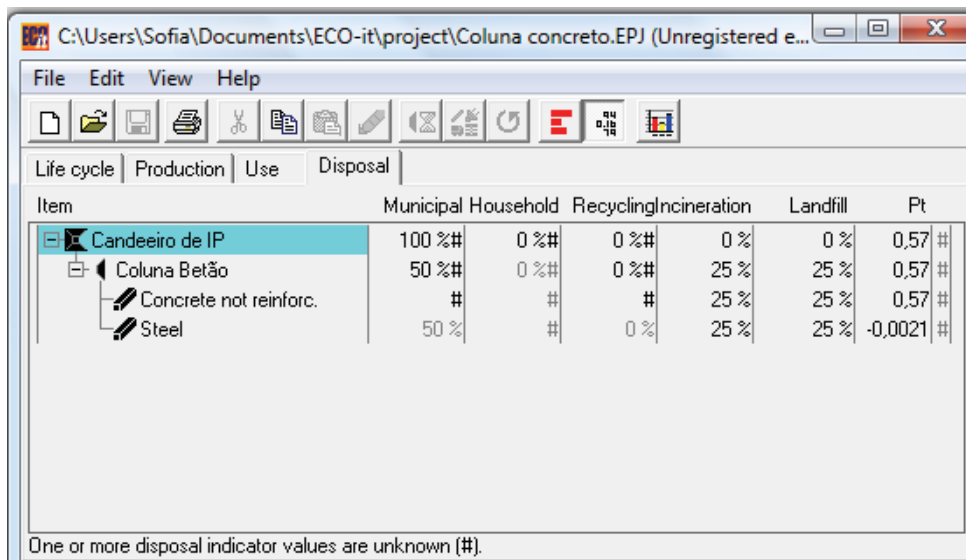 C:\Users\Sofia\Documents\ECO-it\project\Coluna concreto.EPJ (Unregistered e...
File Edit View Help
Life cycle Production Use Disposal
Item Municipal Household Recycling Incineration Landfill Pt
Candeeiro de IP 100 %# 0 %# 0 %# 0 % 0 % 0,57 #
Coluna Betão 50 %# 0 %# 0 %# 25 % 25 % 0,57 #
Concrete not reinforc. # # # 25 % 25 % 0,57 #
Steel 50 % # 0 % 25 % 25 % -0,0021 #
One or more disposal indicator values are unknown (#).